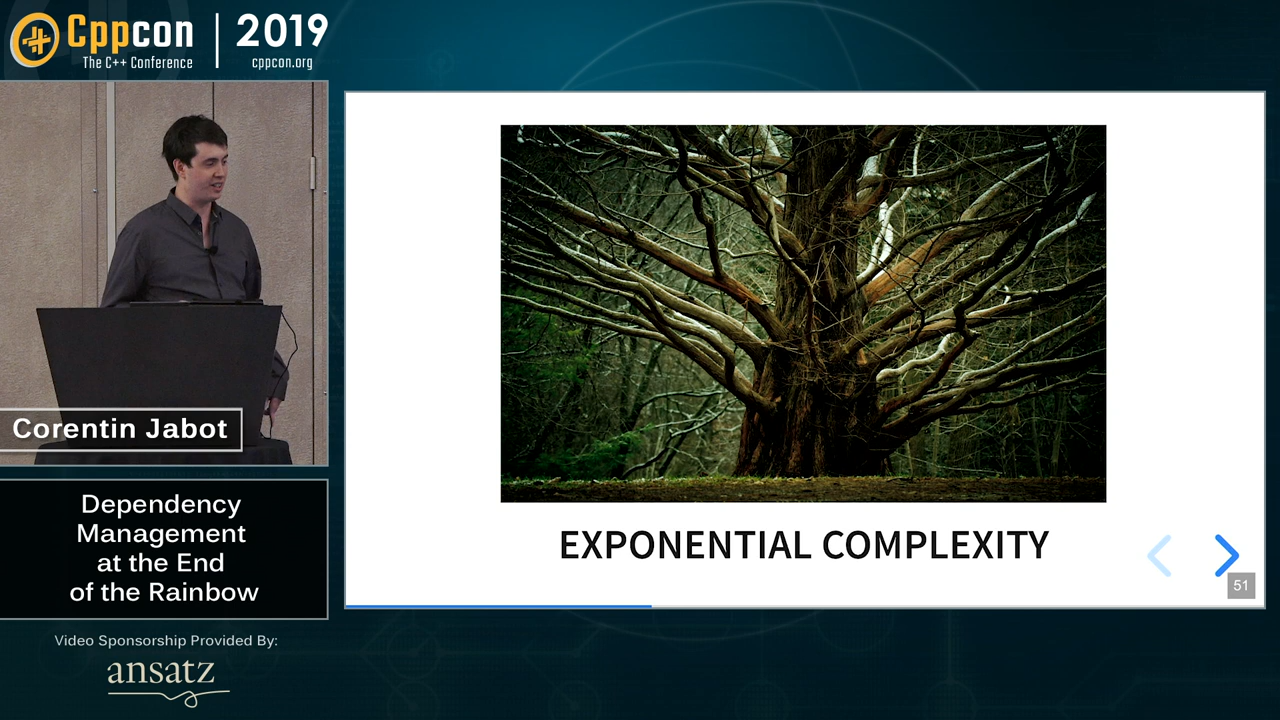 Cppcon
The C++ Conference
2019
cppcon.org
Corentin Jabot
Dependency
Management
at the End
of the Rainbow
Video Sponsorship Provided By:
ansatz
EXPONENTIAL COMPLEXITY
51